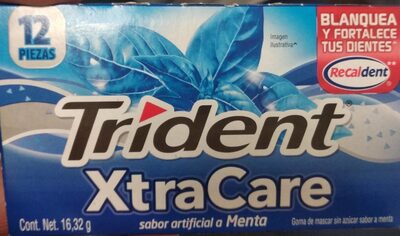 12
PIEZAS
Imagen
Ilustrativa
BLANQUEA
Y FORTALECE
TUS DIENTES*
Recaldent**
Trident®
XtraCare
sabor artificial a Menta
Cont. Net. 16,32 g
Goma de mascar sin azúcar sabor a menta